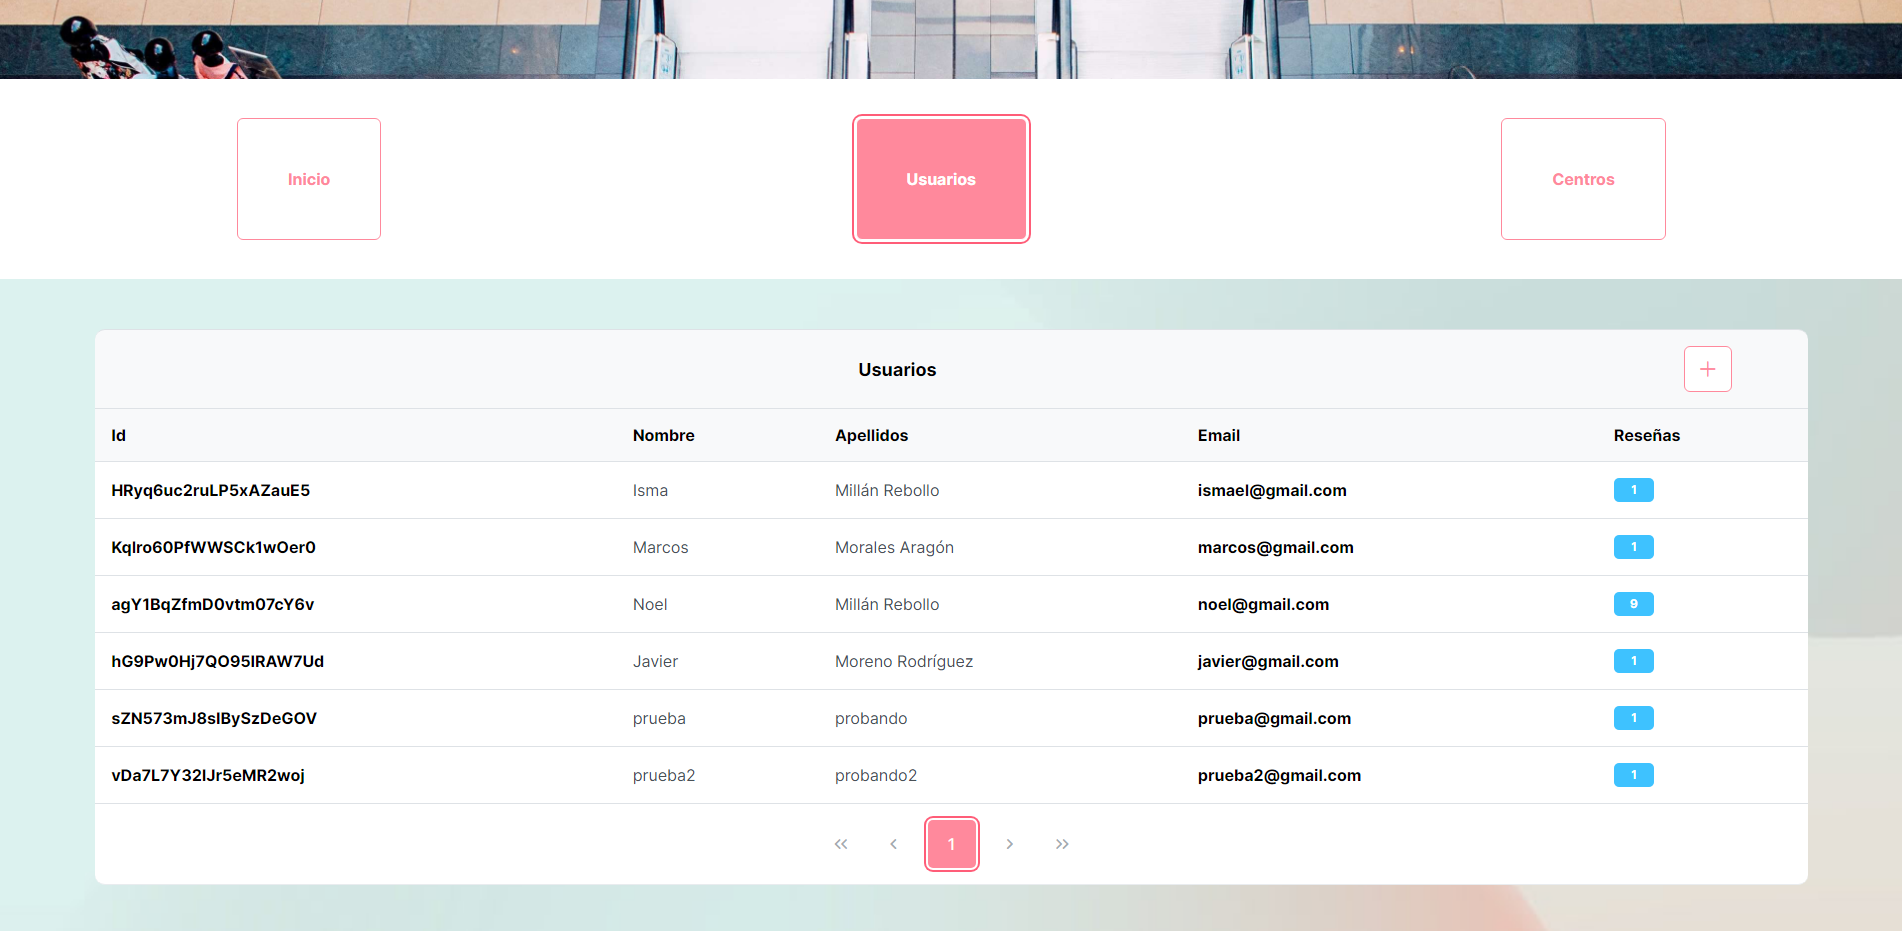 Inicio Usuarios Centros
Usuarios
Id Nombre Apellidos Email Reseñas
HRyq6uc2ruLP5xAZauE5 Isma Millán Rebollo ismael@gmail.com 1
Kqlro60PfWWSCk1wOer0 Marcos Morales Aragón marcos@gmail.com 1
agY1BqZfmD0vtm07cY6v Noel Millán Rebollo noel@gmail.com 9
hG9Pw0Hj7QO95IRAW7Ud Javier Moreno Rodríguez javier@gmail.com 1
sZN573mJ8sIBySzDeGOV prueba probando prueba@gmail.com 1
vDa7L7Y32IJr5eMR2woj prueba2 probando2 prueba2@gmail.com 1
1